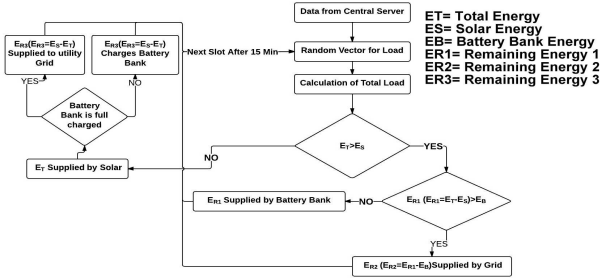 Data from Central Server
ET= Total Energy
ES= Solar Energy
EB= Battery Bank Energy
ER1= Remaining Energy 1
ER2= Remaining Energy 2
ER3= Remaining Energy 3
ER3(ER3=ES-ET)
Supplied to utility
Grid
ER3(ER3=ES-ET)
Charges Battery
Bank
Next Slot After 15 Min
Random Vector for Load
Calculation of Total Load
YES
NO
Battery
Bank is full
charged
ET>ES
NO
YES
ET Supplied by Solar
ER1 Supplied by Battery Bank
NO
ER1 (ER1=ET-ES)>EB
YES
ER2 (ER2=ER1-EB)Supplied by Grid